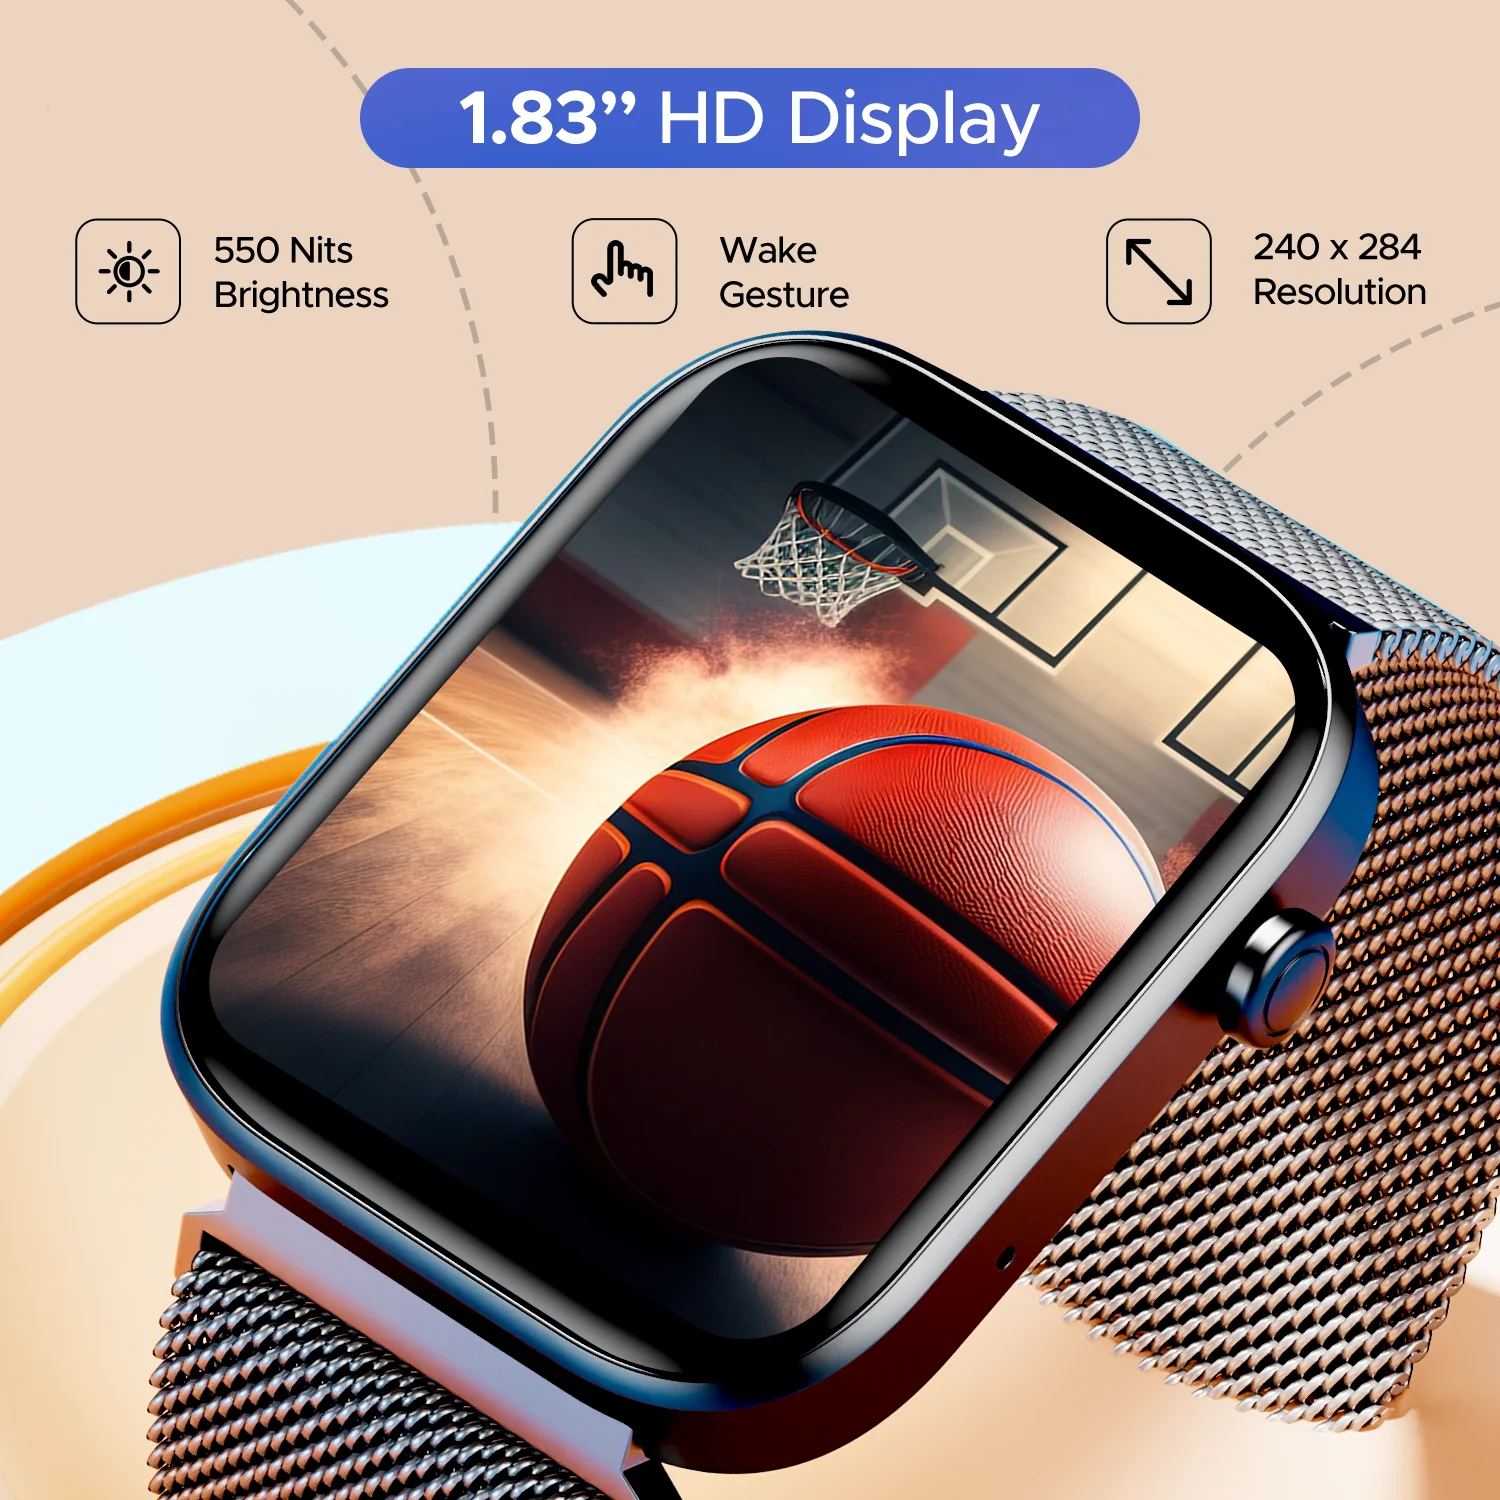 1.83” HD Display
550 Nits
Brightness
Wake
Gesture
240 x 284
Resolution